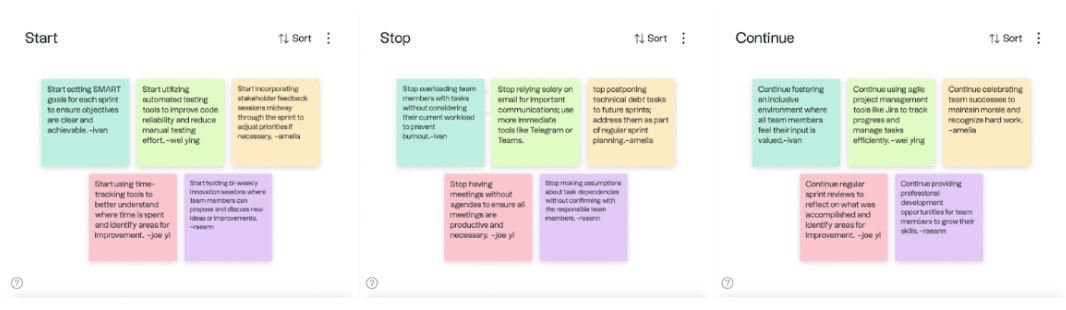 Start
Sort
Start setting SMART
goals for each sprint
to ensure objectives
are clear and
achievable. -ivan
Start utilizing
automated testing
tools to improve code
reliability and reduce
manual testing
effort. -wei ying
Start incorporating
stakeholder feedback
sessions midway
through the sprint to
adjust priorities if
necessary. -amelia
Start using time-
tracking tools to
better understand
where time is spent
and identify areas for
improvement. -joe yi
Start holding bi-weekly
innovation sessions where
team members can
propose and discuss new
ideas or improvements.
-raeann
?
Stop
Sort
Stop overloading team
members with tasks
without considering
their current workload
to prevent
burnout.-ivan
Stop relying solely on
email for important
communications; use
more immediate
tools like Telegram or
Teams.
top postponing
technical debt tasks
to future sprints;
address them as part
of regular sprint
planning.-amelia
Stop having
meetings without
agendas to ensure all
meetings are
productive and
necessary. -joe yi
Stop making assumptions
about task dependencies
without confirming with
the responsible team
members. -raeann
?
Continue
Sort
Continue fostering
an inclusive
environment where
all team members
feel their input is
valued.-ivan
Continue using agile
project management
tools like Jira to track
progress and
manage tasks
efficiently. -wei ying
Continue celebrating
team successes to
maintain morale and
recognize hard work.
-amelia
Continue regular
sprint reviews to
reflect on what was
accomplished and
identify areas for
improvement. -joe yi
Continue providing
professional
development
opportunities for team
members to grow their
skills. -raeann
?